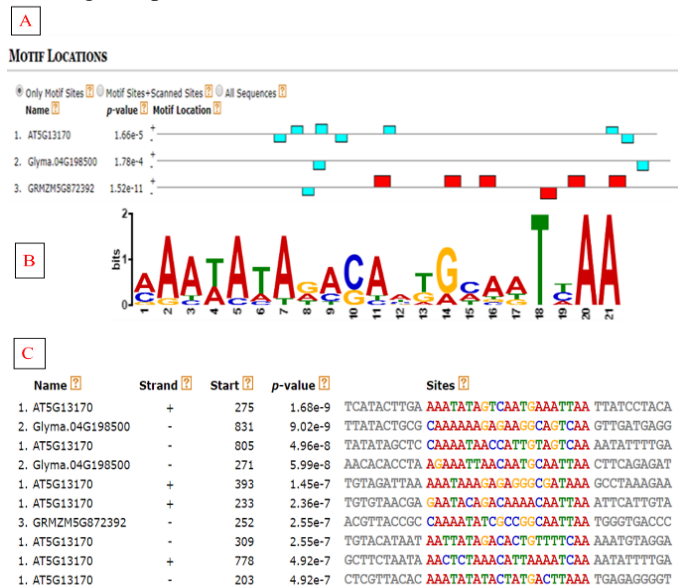 A
MOTIF LOCATIONS
Only Motif Sites ? Motif Sites+Scanned Sites ? All Sequences ?
Name ? p-value ? Motif Location ?
1. AT5G13170 1.66e-5 + -
2. Glyma.04G198500 1.78e-4 + -
3. GRMZM5G872392 1.52e-11 + -
B
2
bits
1
0
1 2 3 4 5 6 7 8 9 10 11 12 13 14 15 16 17 18 19 20 21
C
Name ? Strand ? Start ? p-value ? Sites ?
1. AT5G13170 + 275 1.68e-9 TCATACTTGA AAATATAGTCAATGAAATTAA TTATCCTACA
2. Glyma.04G198500 - 831 9.02e-9 TTATACTGCG CAAAAAAGAGAAGGCAGTCAA GTTGATGAGG
1. AT5G13170 - 805 4.96e-8 TATATAGCTC CAAAATAACCATTGTAGTCAA AATATTTTGA
2. Glyma.04G198500 - 271 5.99e-8 AACACACCTA AGAAATTAACAATGCAATTAA CTTCAGAGAT
1. AT5G13170 + 393 1.45e-7 TGTAGATTAA AAATAAAGAGAGGGCGATAAA GCCTAAAGAA
1. AT5G13170 + 233 2.36e-7 TGTGTAACGA GAATACAGACAAAACAATTAA ATTCATTGTA
3. GRMZM5G872392 - 252 2.55e-7 ACGTTACCGC CAAAATATCGCCGGCAATTAA TGGGTGACCC
1. AT5G13170 - 309 2.55e-7 TGTACATAAT AATTATAGACACTGTTTTCAA AAATGTAGGA
1. AT5G13170 + 778 4.92e-7 GCTTCTAATA AACTCTAAACATTAAAATCAA AATATTTTGA
1. AT5G13170 - 203 4.92e-7 CTCGTTACAC AAATATATACTATGACTTAAA TGAGAGGGGT